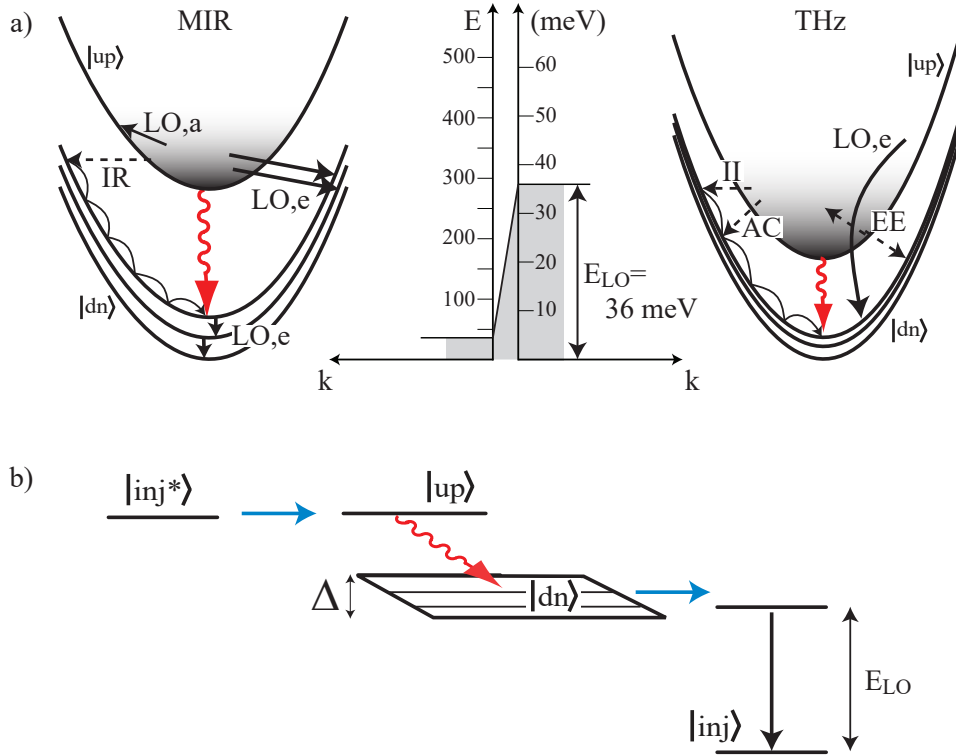 a)
MIR
E
(meV)
THz
|up⟩
LO,a
IR
LO,e
|dn⟩
LO,e
500
400
300
200
100
60
50
40
30
20
10
E_LO=
36 meV
k
k
|up⟩
LO,e
II
AC
EE
|dn⟩
b)
|inj*⟩
|up⟩
Δ
|dn⟩
E_LO
|inj⟩